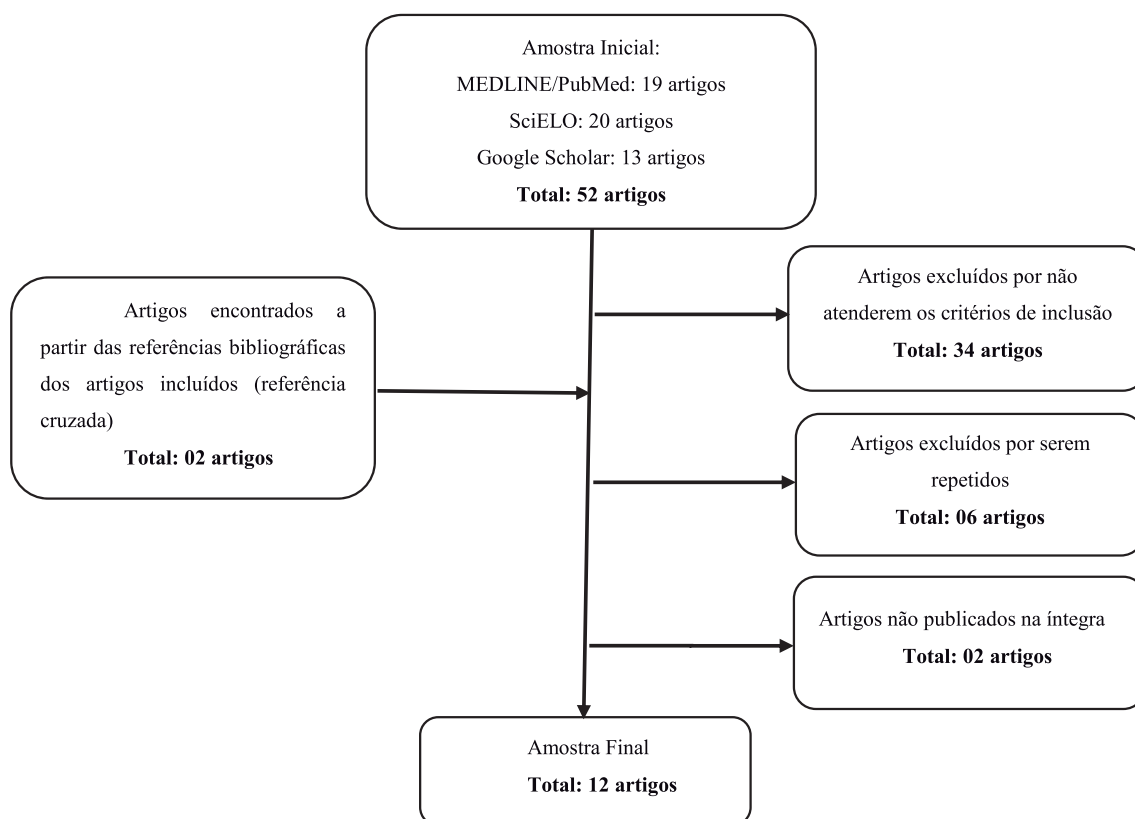 Amostra Inicial:
MEDLINE/PubMed: 19 artigos
SciELO: 20 artigos
Google Scholar: 13 artigos
Total: 52 artigos
Artigos excluídos por não
atenderem os critérios de inclusão
Total: 34 artigos
Artigos encontrados a
partir das referências bibliográficas
dos artigos incluídos (referência
cruzada)
Total: 02 artigos
Artigos excluídos por serem
repetidos
Total: 06 artigos
Artigos não publicados na íntegra
Total: 02 artigos
Amostra Final
Total: 12 artigos